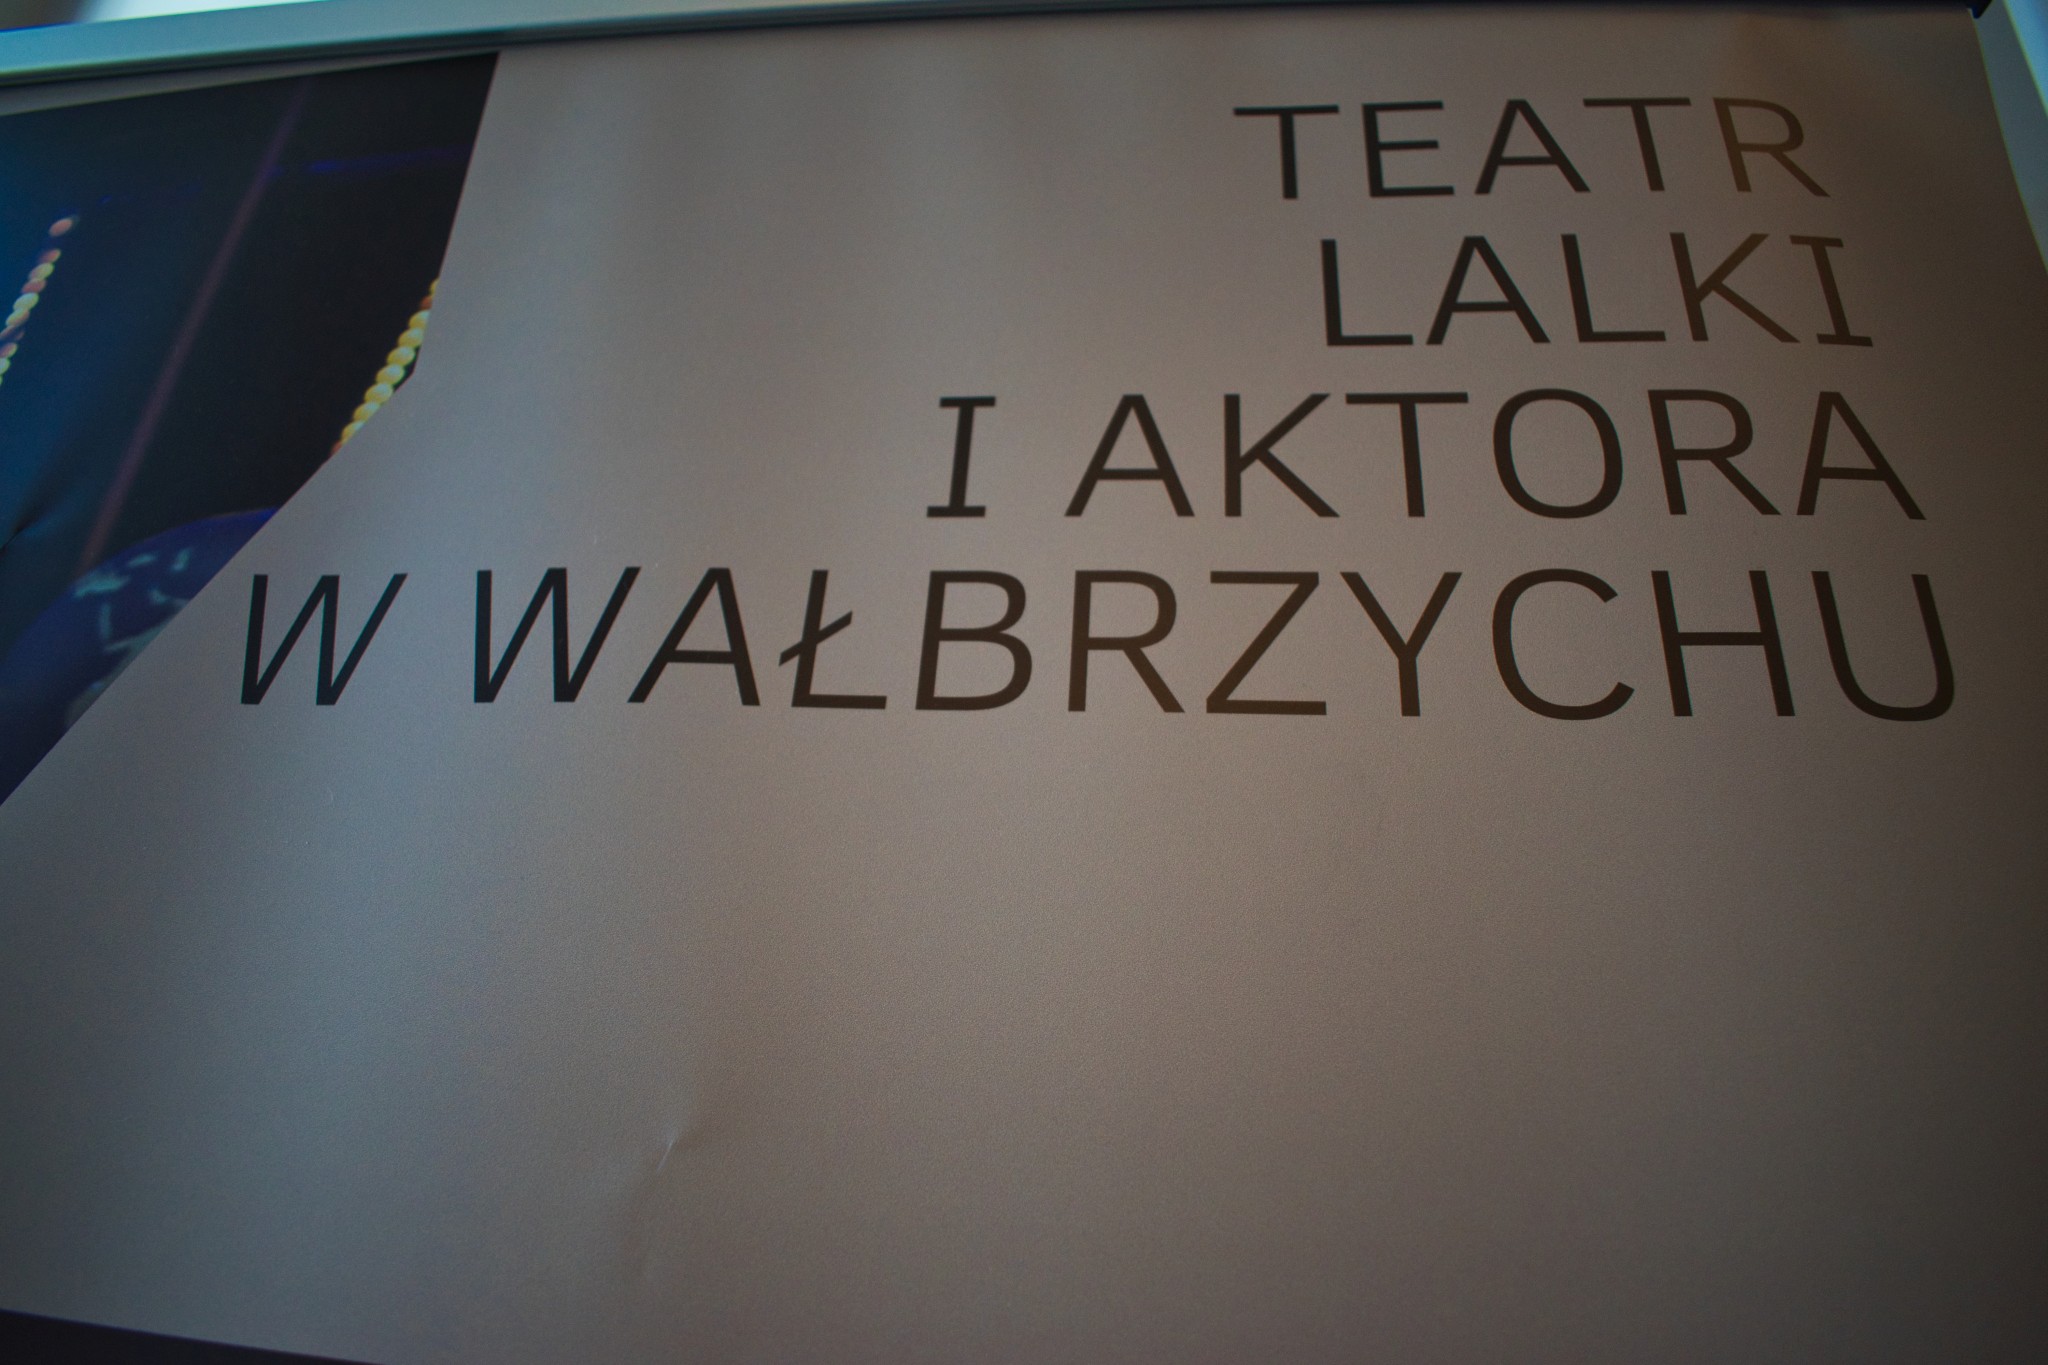 TEATR
LALKI
I AKTORA
W WAŁBRZYCHU